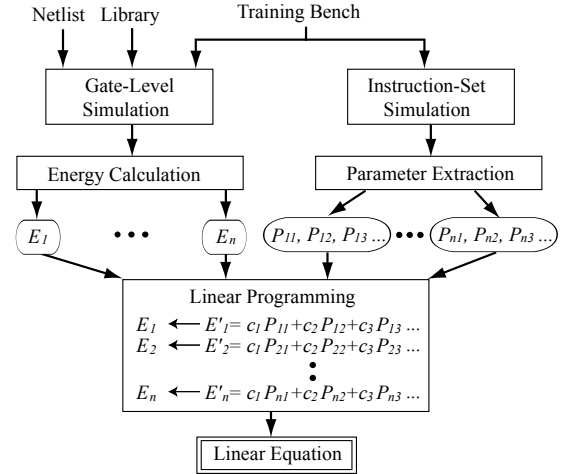 Netlist Library Training Bench
Gate-Level Simulation
Instruction-Set Simulation
Energy Calculation
Parameter Extraction
E1 ••• En
P11, P12, P13 ... ••• Pn1, Pn2, Pn3 ...
Linear Programming
E1 ← E'1= c1 P11+c2 P12+c3 P13 ...
E2 ← E'2= c1 P21+c2 P22+c3 P23 ...
En ← E'n= c1 Pn1+c2 Pn2+c3 Pn3 ...
Linear Equation